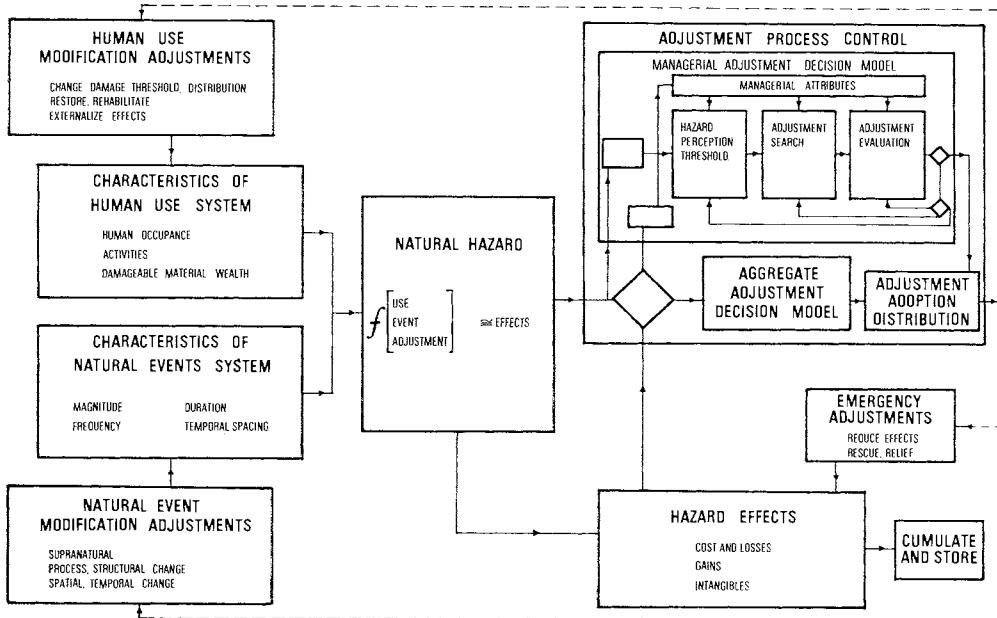 HUMAN USE
MODIFICATION ADJUSTMENTS
CHANGE DAMAGE THRESHOLD, DISTRIBUTION
RESTORE, REHABILITATE
EXTERNALIZE EFFECTS
CHARACTERISTICS OF
HUMAN USE SYSTEM
HUMAN OCCUPANCE
ACTIVITIES
DAMAGEABLE MATERIAL WEALTH
CHARACTERISTICS OF
NATURAL EVENTS SYSTEM
MAGNITUDE DURATION
FREQUENCY TEMPORAL SPACING
NATURAL EVENT
MODIFICATION ADJUSTMENTS
SUPRANATURAL
PROCESS, STRUCTURAL CHANGE
SPATIAL, TEMPORAL CHANGE
NATURAL HAZARD
f [ USE
EVENT
ADJUSTMENT ] ≅ EFFECTS
ADJUSTMENT PROCESS CONTROL
MANAGERIAL ADJUSTMENT DECISION MODEL
MANAGERIAL ATTRIBUTES
HAZARD
PERCEPTION
THRESHOLD.
ADJUSTMENT
SEARCH
ADJUSTMENT
EVALUATION
AGGREGATE
ADJUSTMENT
DECISION MODEL
ADJUSTMENT
ADOPTION
DISTRIBUTION
EMERGENCY
ADJUSTMENTS
REDUCE EFFECTS
RESCUE, RELIEF
HAZARD EFFECTS
COST AND LOSSES
GAINS
INTANGIBLES
CUMULATE
AND STORE